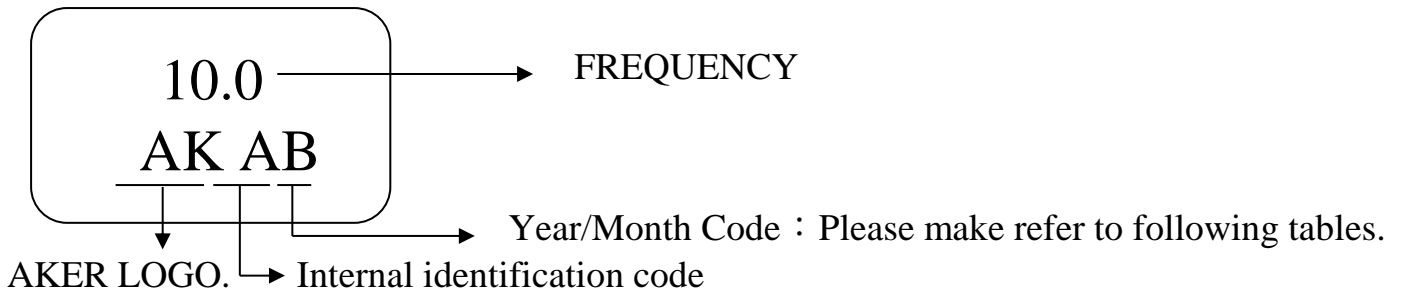 10.0
FREQUENCY
AK AB
Year/Month Code：Please make refer to following tables.
AKER LOGO.
Internal identification code